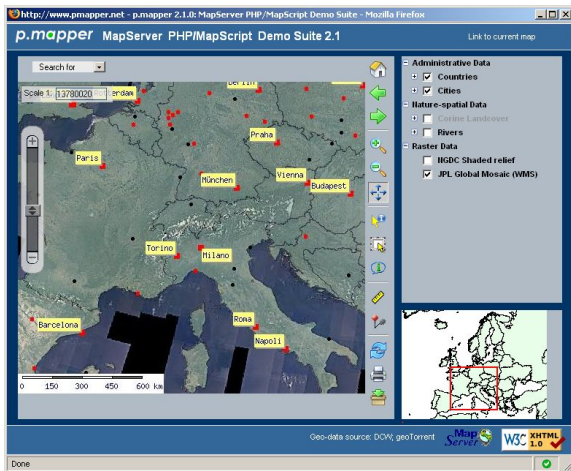 http://www.pmapper.net - p.mapper 2.1.0: MapServer PHP/MapScript Demo Suite - Mozilla Firefox
p.mapper MapServer PHP/MapScript Demo Suite 2.1
Link to current map
Search for
Scale 1: 13780020
erdam
Praha
Paris
München
Vienna
Budapest
Torino
Milano
Barcelona
Roma
Napoli
0 150 300 450 600 km
Administrative Data
Countries
Cities
Nature-spatial Data
Corine Landcover
Rivers
Raster Data
NGDC Shaded relief
JPL Global Mosaic (WMS)
Geo-data source: DCW, geoTorrent
Map Server
W3C XHTML 1.0
Done